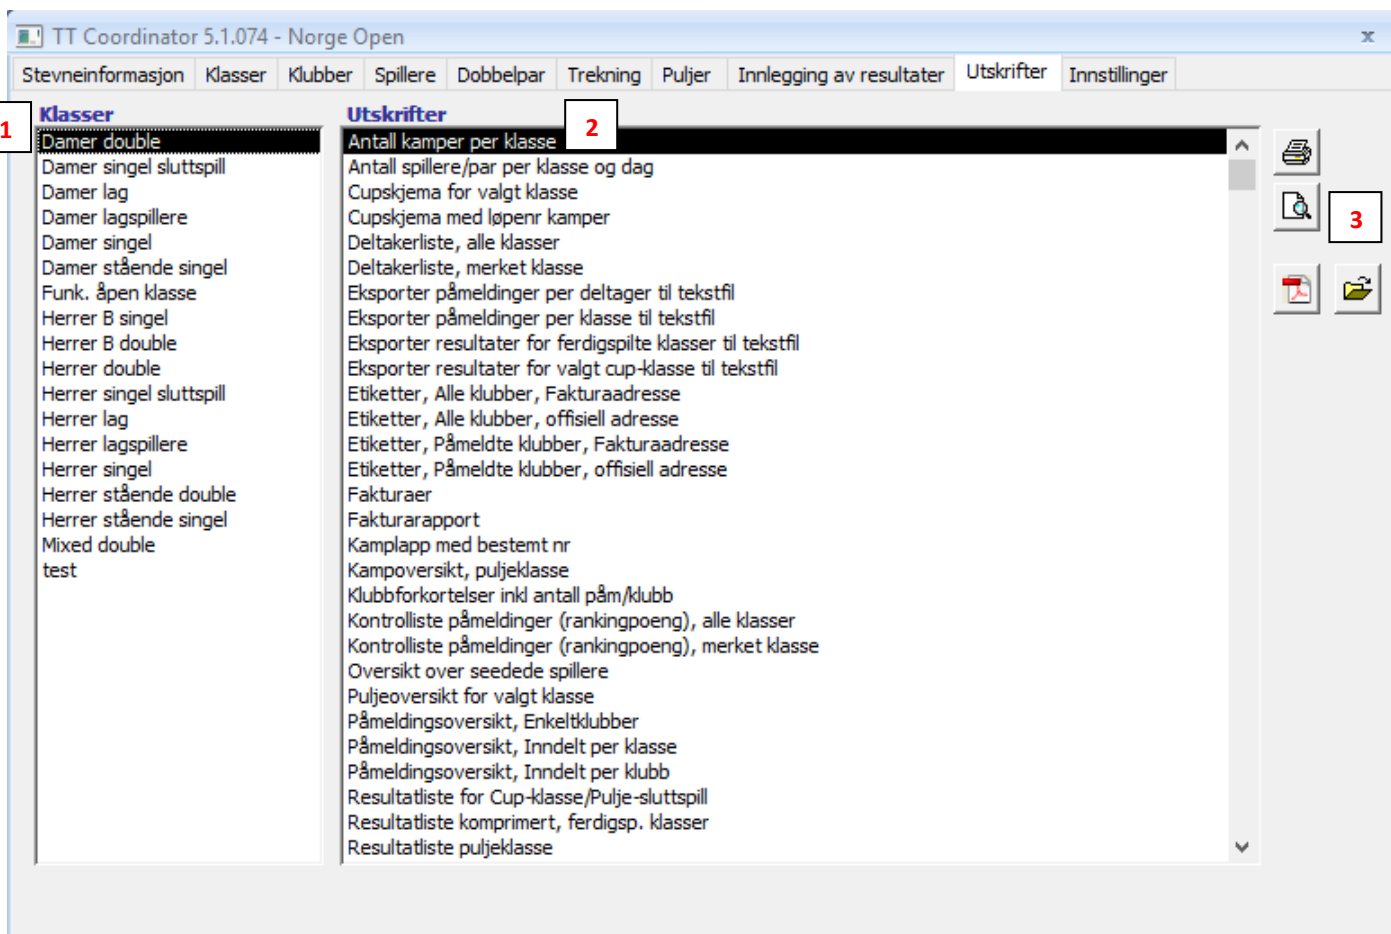 TT Coordinator 5.1.074 - Norge Open
x
Stevneinformasjon Klasser Klubber Spillere Dobbelpar Trekning Puljer Innlegging av resultater Utskrifter Innstillinger
Klasser
1
Damer double
Damer singel sluttspill
Damer lag
Damer lagspillere
Damer singel
Damer stående singel
Funk. åpen klasse
Herrer B singel
Herrer B double
Herrer double
Herrer singel sluttspill
Herrer lag
Herrer lagspillere
Herrer singel
Herrer stående double
Herrer stående singel
Mixed double
test
Utskrifter
2
Antall kamper per klasse
Antall spillere/par per klasse og dag
Cupskjema for valgt klasse
Cupskjema med løpenr kamper
Deltakerliste, alle klasser
Deltakerliste, merket klasse
Eksporter påmeldinger per deltager til tekstfil
Eksporter påmeldinger per klasse til tekstfil
Eksporter resultater for ferdigspilte klasser til tekstfil
Eksporter resultater for valgt cup-klasse til tekstfil
Etiketter, Alle klubber, Fakturaadresse
Etiketter, Alle klubber, offisiell adresse
Etiketter, Påmeldte klubber, Fakturaadresse
Etiketter, Påmeldte klubber, offisiell adresse
Fakturaer
Fakturarapport
Kamplapp med bestemt nr
Kampoversikt, puljeklasse
Klubbforkortelser inkl antall påm/klubb
Kontrolliste påmeldinger (rankingpoeng), alle klasser
Kontrolliste påmeldinger (rankingpoeng), merket klasse
Oversikt over seedede spillere
Puljeoversikt for valgt klasse
Påmeldingsoversikt, Enkeltklubber
Påmeldingsoversikt, Inndelt per klasse
Påmeldingsoversikt, Inndelt per klubb
Resultatliste for Cup-klasse/Pulje-sluttspill
Resultatliste komprimert, ferdigsp. klasser
Resultatliste puljeklasse
3